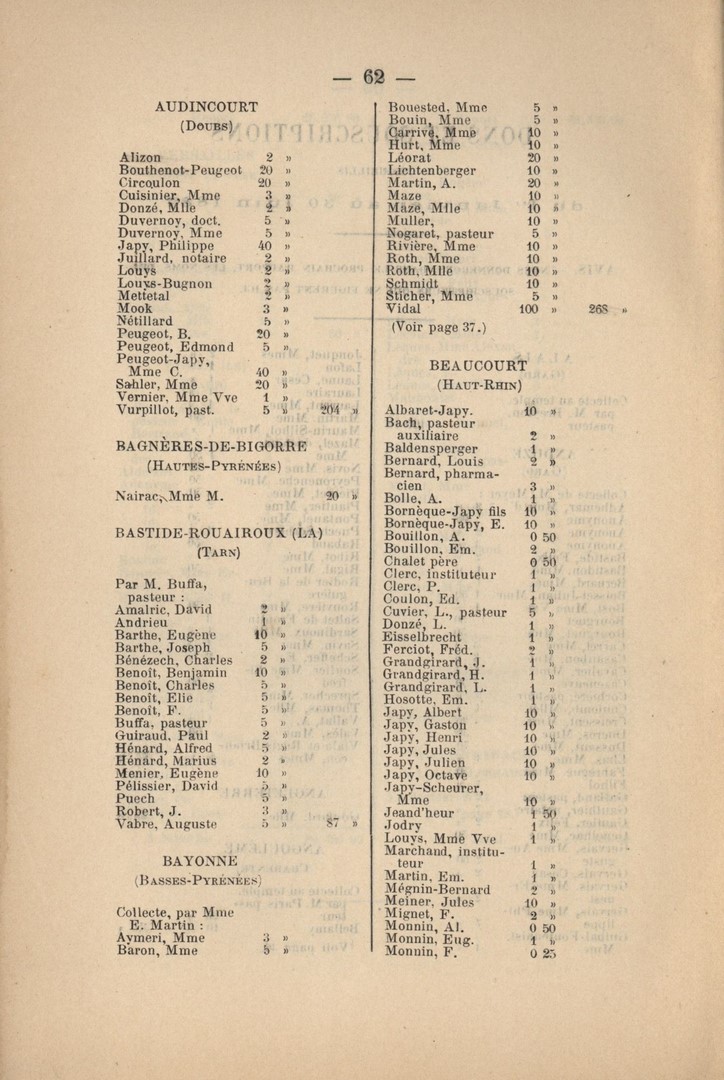 — 62 —
AUDINCOURT
(DOUBS)
Alizon 2 »
Bouthenot-Peugeot 20 »
Circoulon 20 »
Cuisinier, Mme 3 »
Donzé, Mlle 2 »
Duvernoy, doct. 5 »
Duvernoy, Mme 5 »
Japy, Philippe 40 »
Juillard, notaire 2 »
Louys 2 »
Louys-Bugnon 2 »
Mettetal 2 »
Mook 3 »
Nétillard 5 »
Peugeot, B. 20 »
Peugeot, Edmond 5 »
Peugeot-Japy,
Mme C. 40 »
Sahler, Mme 20 »
Vernier, Mme Vve 1 »
Vurpillot, past. 5 » 204 »
BAGNÈRES-DE-BIGORRE
(HAUTES-PYRÉNÉES)
Nairac, Mme M. 20 »
BASTIDE-ROUAIROUX (LA)
(TARN)
Par M. Buffa,
pasteur :
Amalric, David 2 »
Andrieu 1 »
Barthe, Eugène 10 »
Barthe, Joseph 5 »
Bénézech, Charles 2 »
Benoît, Benjamin 10 »
Benoît, Charles 5 »
Benoît, Elie 5 »
Benoît, F. 5 »
Buffa, pasteur 5 »
Guiraud, Paul 2 »
Hénard, Alfred 5 »
Hénard, Marius 2 »
Menier, Eugène 10 »
Pélissier, David 5 »
Puech 5 »
Robert, J. 3 »
Vabre, Auguste 5 » 87 »
BAYONNE
(BASSES-PYRÉNÉES)
Collecte, par Mme
E. Martin :
Aymeri, Mme 3 »
Baron, Mme 5 »
Bouested, Mme 5 »
Bouin, Mme 5 »
Carrive, Mme 10 »
Hurt, Mme 10 »
Léorat 20 »
Lichtenberger 10 »
Martin, A. 20 »
Maze 10 »
Maze, Mlle 10 »
Muller, 10 »
Nogaret, pasteur 5 »
Rivière, Mme 10 »
Roth, Mme 10 »
Roth, Mlle 10 »
Schmidt 10 »
Sticher, Mme 5 »
Vidal 100 » 268 »
(Voir page 37.)
BEAUCOURT
(HAUT-RHIN)
Albaret-Japy. 10 »
Bach, pasteur
auxiliaire 2 »
Baldensperger 1 »
Bernard, Louis 2 »
Bernard, pharma-
cien 3 »
Bolle, A. 1 »
Bornèque-Japy fils 10 »
Bornèque-Japy, E. 10 »
Bouillon, A. 0 50
Bouillon, Em. 2 »
Chalet père 0 50
Clerc, instituteur 1 »
Clerc, P. 1 »
Coulon, Ed. 1 »
Cuvier, L., pasteur 5 »
Donzé, L. 1 »
Eisselbrecht 1 »
Ferciot, Fréd. 2 »
Grandgirard, J. 1 »
Grandgirard, H. 1 »
Grandgirard, L. 1 »
Hosotte, Em. 1 »
Japy, Albert 10 »
Japy, Gaston 10 »
Japy, Henri 10 »
Japy, Jules 10 »
Japy, Julien 10 »
Japy, Octave 10 »
Japy-Scheurer,
Mme 10 »
Jeand'heur 1 50
Jodry 1 »
Louys, Mme Vve 1 »
Marchand, institu-
teur 1 »
Martin, Em. 1 »
Mégnin-Bernard 2 »
Meiner, Jules 10 »
Mignet, F. 2 »
Monnin, Al. 0 50
Monnin, Eug. 1 »
Monnin, F. 0 25